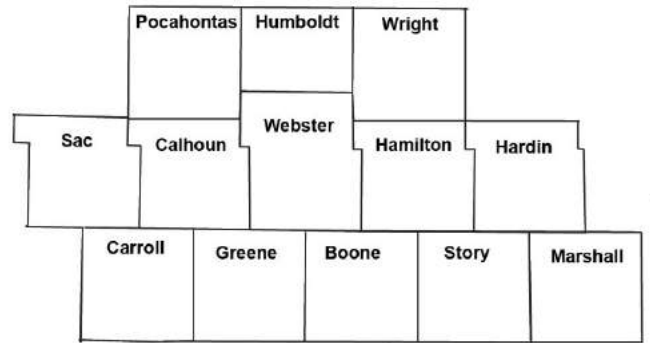 Pocahontas Humboldt Wright
Sac Calhoun Webster Hamilton Hardin
Carroll Greene Boone Story Marshall